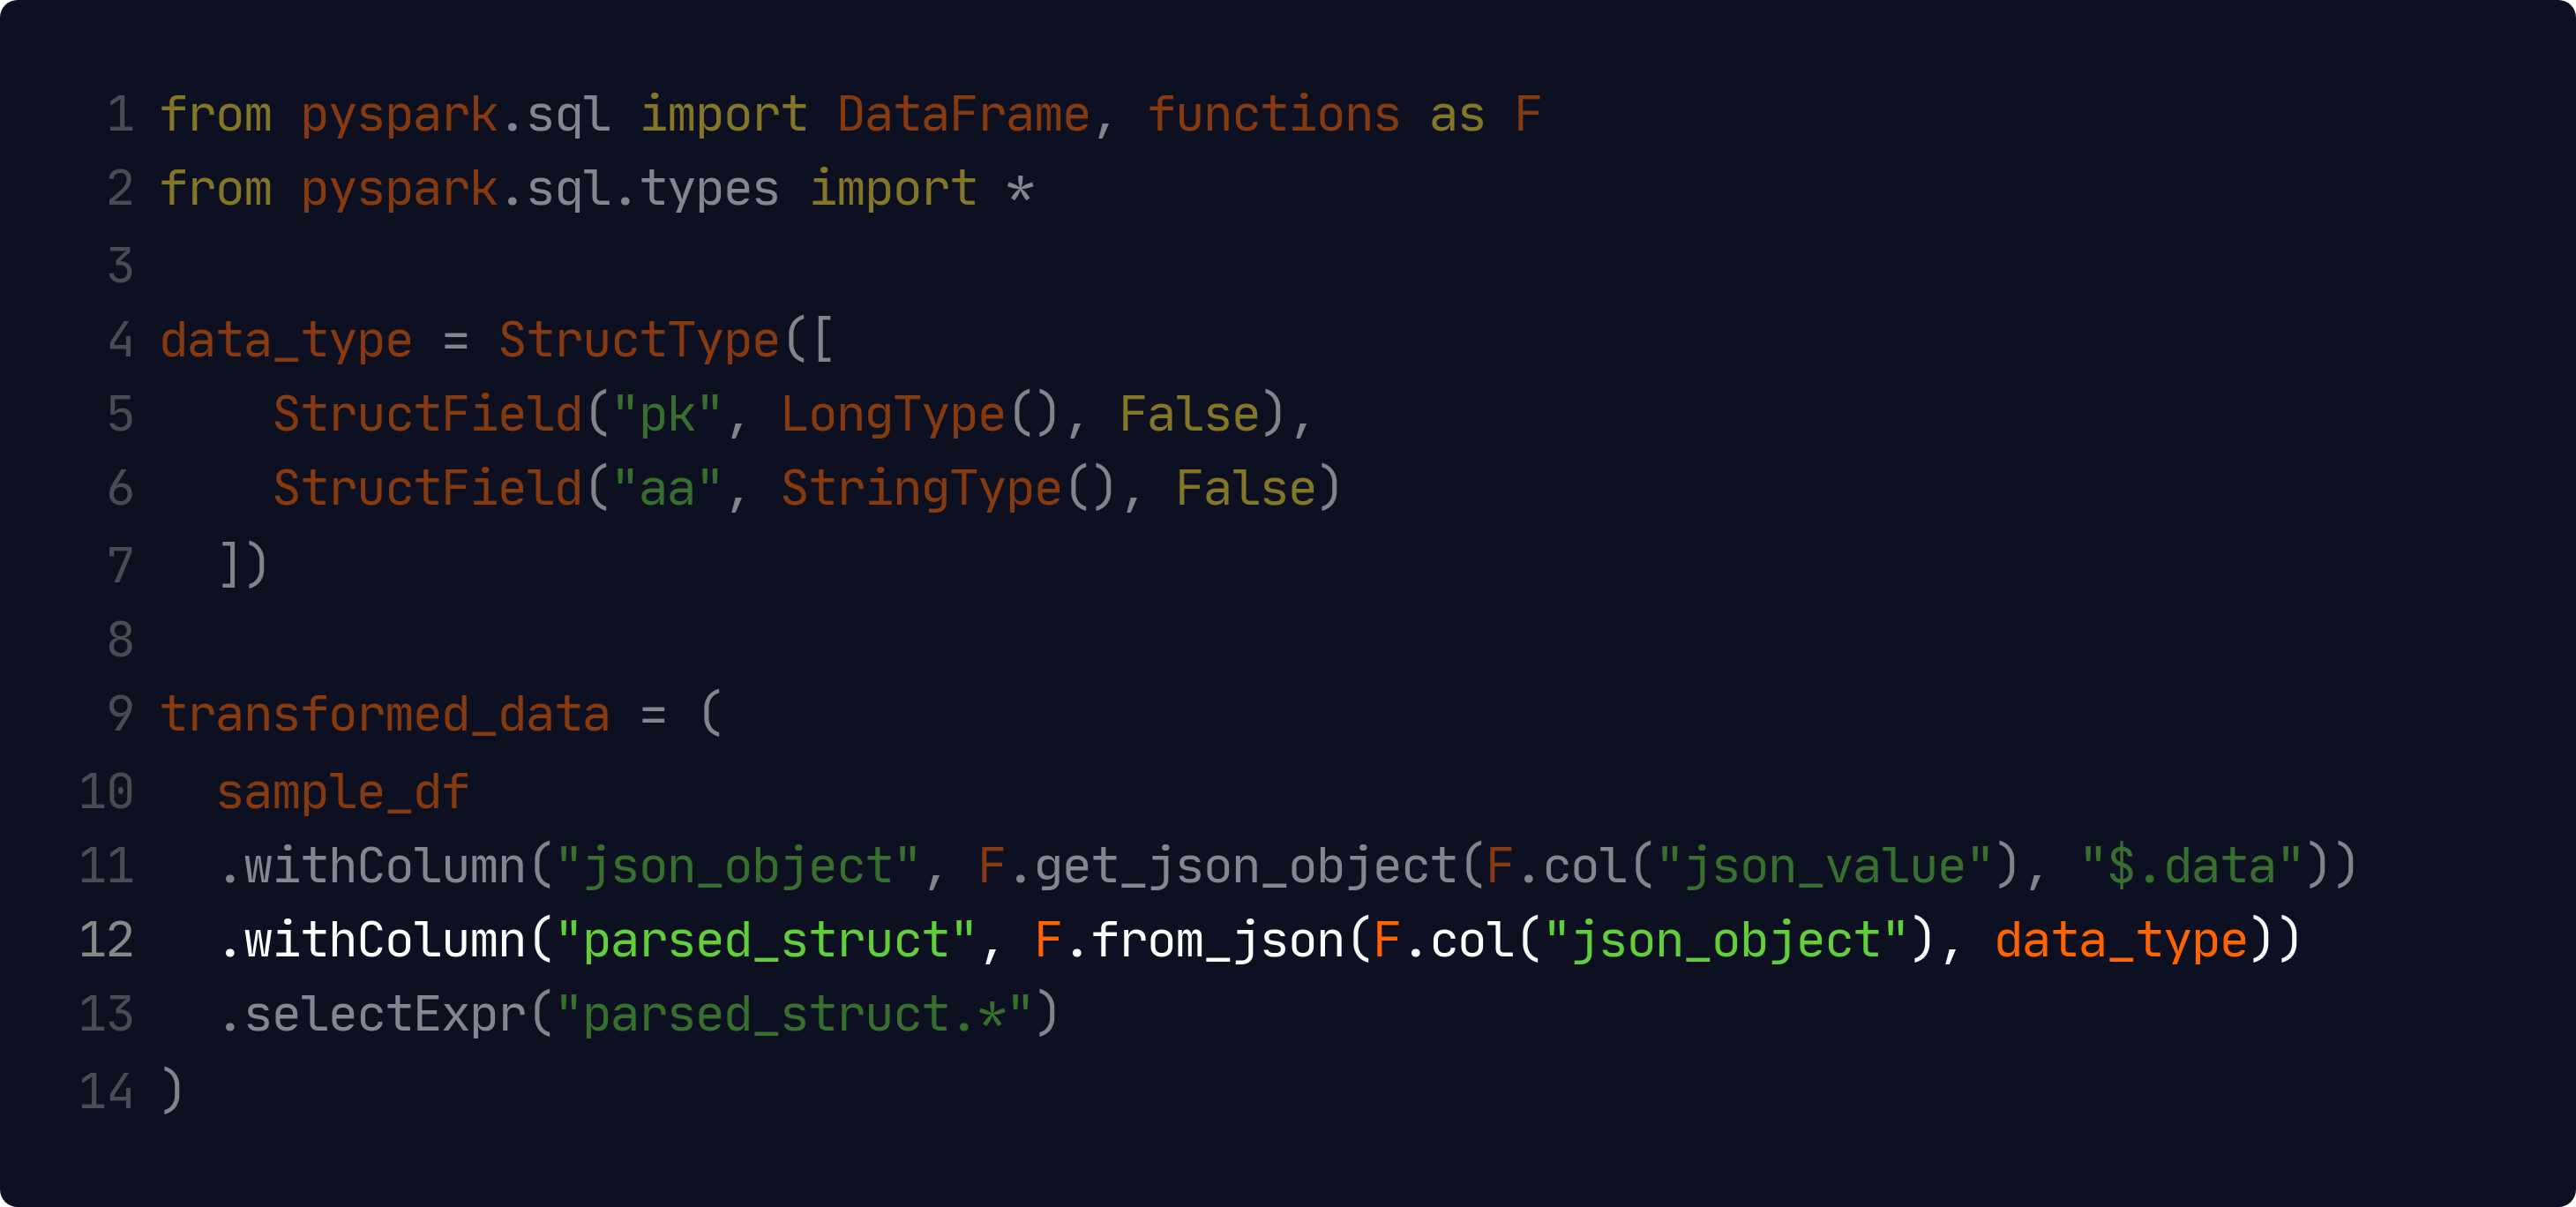 1 from pyspark.sql import DataFrame, functions as F
2 from pyspark.sql.types import *
3
4 data_type = StructType([
5     StructField("pk", LongType(), False),
6     StructField("aa", StringType(), False)
7   ])
8
9 transformed_data = (
10   sample_df
11   .withColumn("json_object", F.get_json_object(F.col("json_value"), "$.data"))
12   .withColumn("parsed_struct", F.from_json(F.col("json_object"), data_type))
13   .selectExpr("parsed_struct.*")
14 )